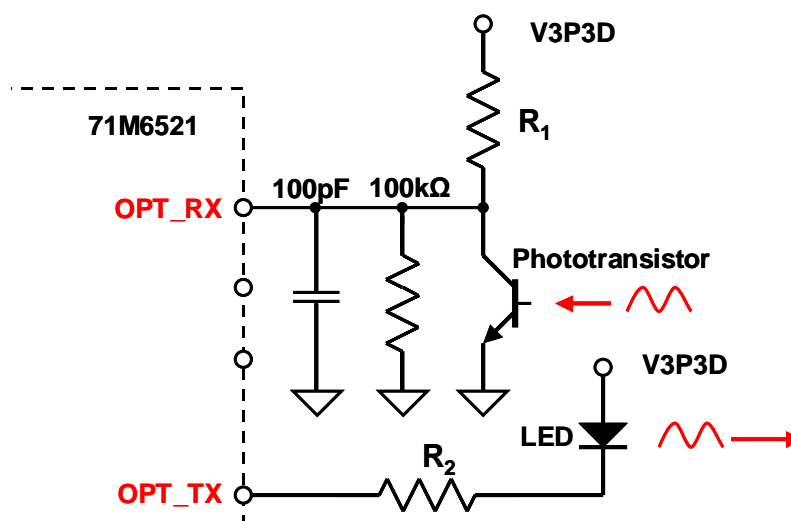 V3P3D
71M6521
R1
100pF 100kΩ
OPT_RX
Phototransistor
V3P3D
LED
R2
OPT_TX